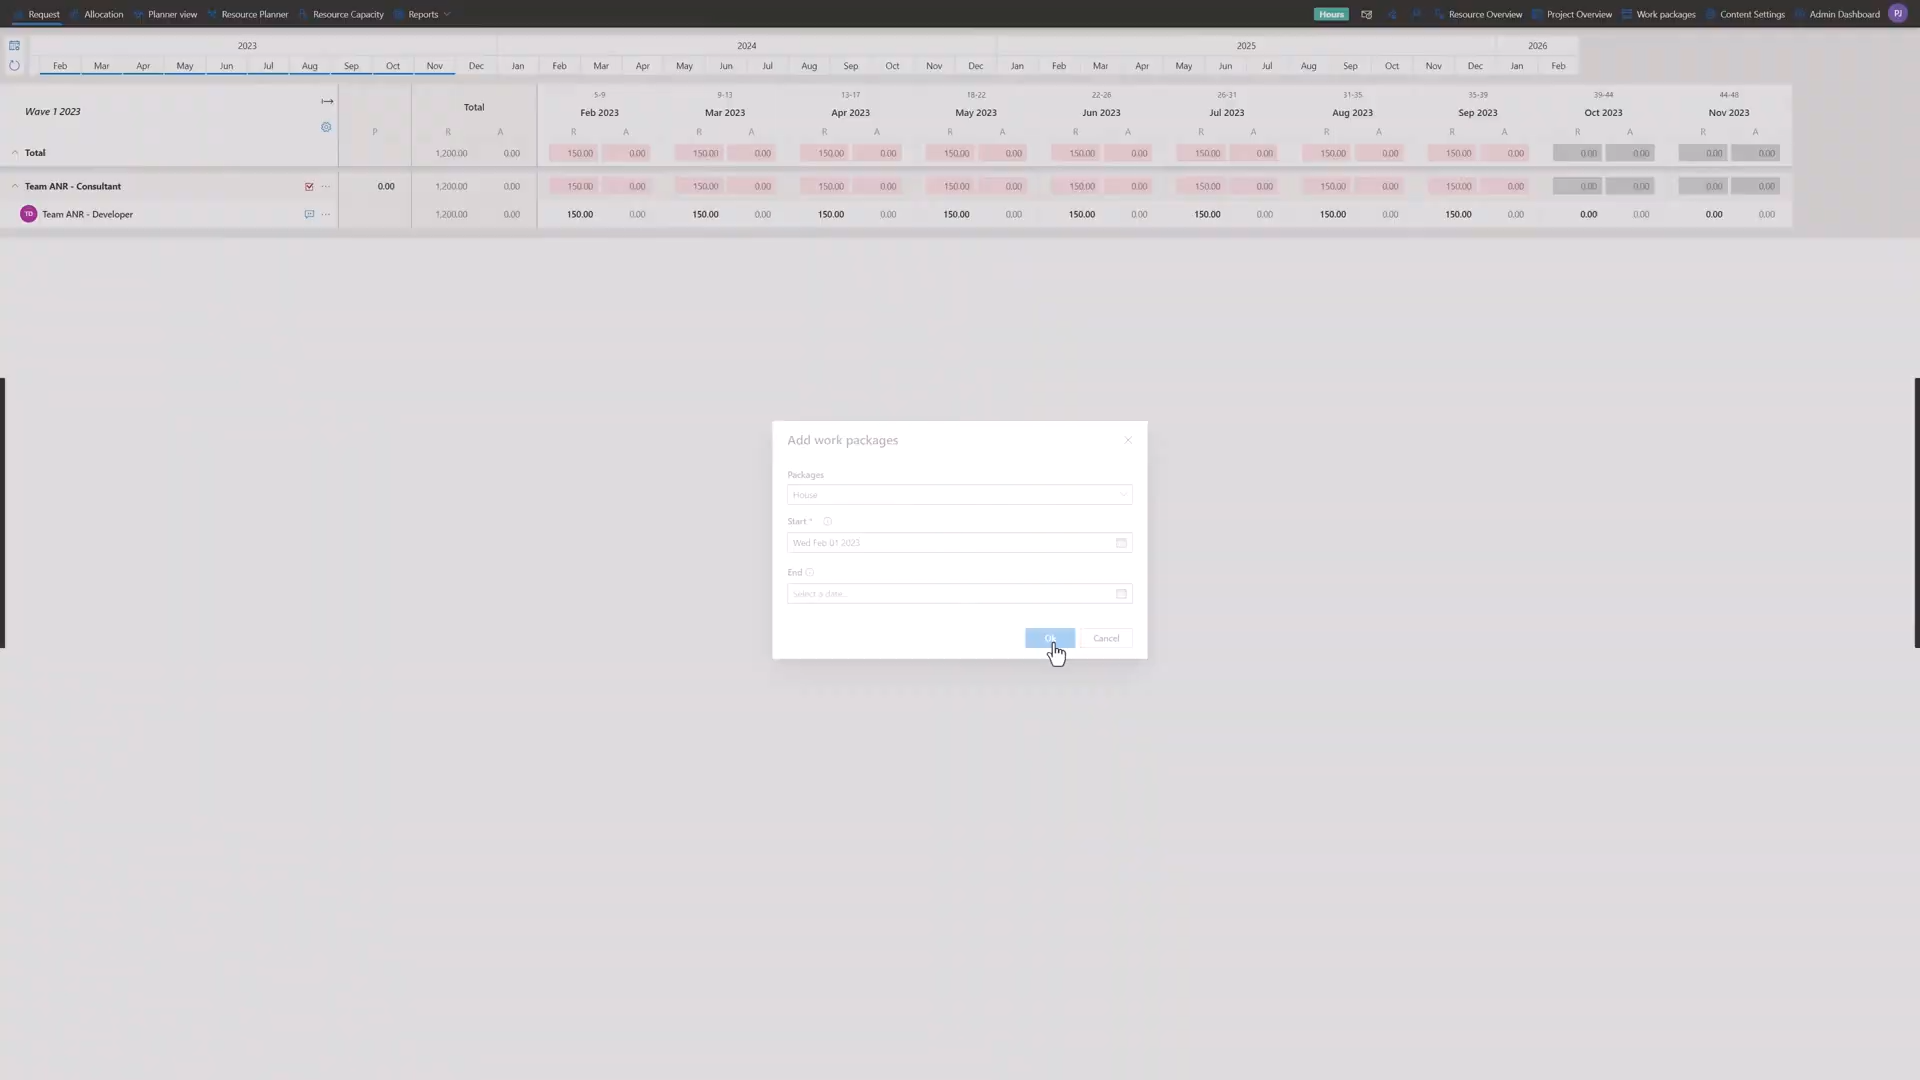 Request Allocation Planner view Resource Planner Resource Capacity Reports Hours Resource Overview Project Overview Work packages Content Settings Admin Dashboard PJ
2023 2024 2025 2026
Feb Mar Apr May Jun Jul Aug Sep Oct Nov Dec Jan Feb Mar Apr May Jun Jul Aug Sep Oct Nov Dec Jan Feb Mar Apr May Jun Jul Aug Sep Oct Nov Dec Jan Feb
5-9 9-13 13-17 18-22 22-26 26-31 31-35 35-39 39-44 44-48
Wave 1 2023 Total Feb 2023 Mar 2023 Apr 2023 May 2023 Jun 2023 Jul 2023 Aug 2023 Sep 2023 Oct 2023 Nov 2023
P R A R A R A R A R A R A R A R A R A R A R A
Total 1,200.00 0.00 150.00 0.00 150.00 0.00 150.00 0.00 150.00 0.00 150.00 0.00 150.00 0.00 150.00 0.00 150.00 0.00 0.00 0.00 0.00 0.00
Team ANR - Consultant ... 0.00 1,200.00 0.00 150.00 0.00 150.00 0.00 150.00 0.00 150.00 0.00 150.00 0.00 150.00 0.00 150.00 0.00 150.00 0.00 0.00 0.00 0.00 0.00
TD Team ANR - Developer ... 1,200.00 0.00 150.00 0.00 150.00 0.00 150.00 0.00 150.00 0.00 150.00 0.00 150.00 0.00 150.00 0.00 150.00 0.00 0.00 0.00 0.00 0.00
Add work packages
Packages
House
Start *
Wed Feb 01 2023
End
Select a date...
Ok Cancel